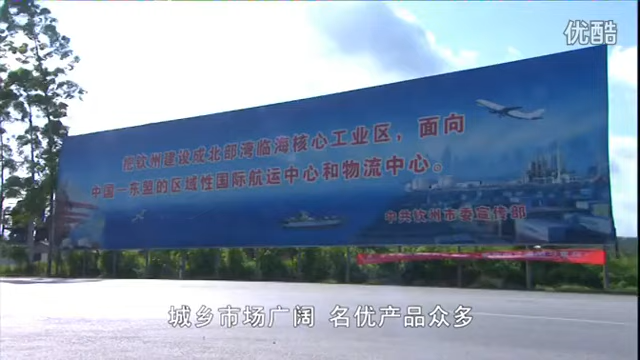 优酷
把钦州建设成北部湾临海核心工业区，面向
中国—东盟的区域性国际航运中心和物流中心。
中共钦州市委宣传部
城乡市场广阔 名优产品众多